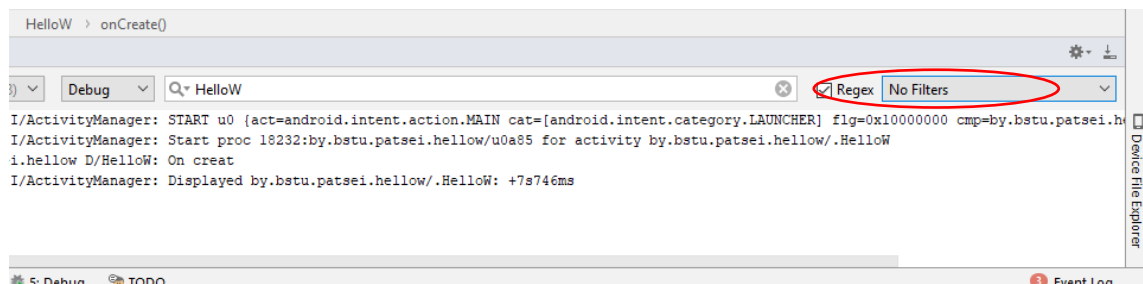 HelloW > onCreate()
Debug HelloW Regex No Filters
I/ActivityManager: START u0 {act=android.intent.action.MAIN cat=[android.intent.category.LAUNCHER] flg=0x10000000 cmp=by.bstu.patsei.h
I/ActivityManager: Start proc 18232:by.bstu.patsei.hellow/u0a85 for activity by.bstu.patsei.hellow/.HelloW
i.hellow D/HelloW: On creat
I/ActivityManager: Displayed by.bstu.patsei.hellow/.HelloW: +7s746ms
Device File Explorer
5: Debug TODO 3 Event Log